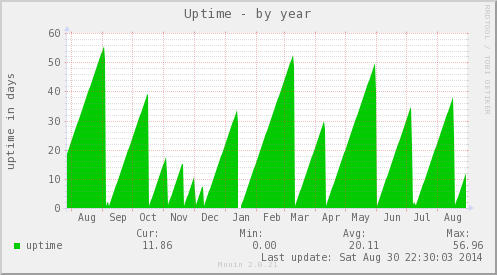 Uptime - by year
RRDTOOL / TOBI OETIKER
uptime in days
60
50
40
30
20
10
0
Aug Sep Oct Nov Dec Jan Feb Mar Apr May Jun Jul Aug
Cur: Min: Avg: Max:
uptime 11.86 0.00 20.11 56.96
Last update: Sat Aug 30 22:30:03 2014
Munin 2.0.21